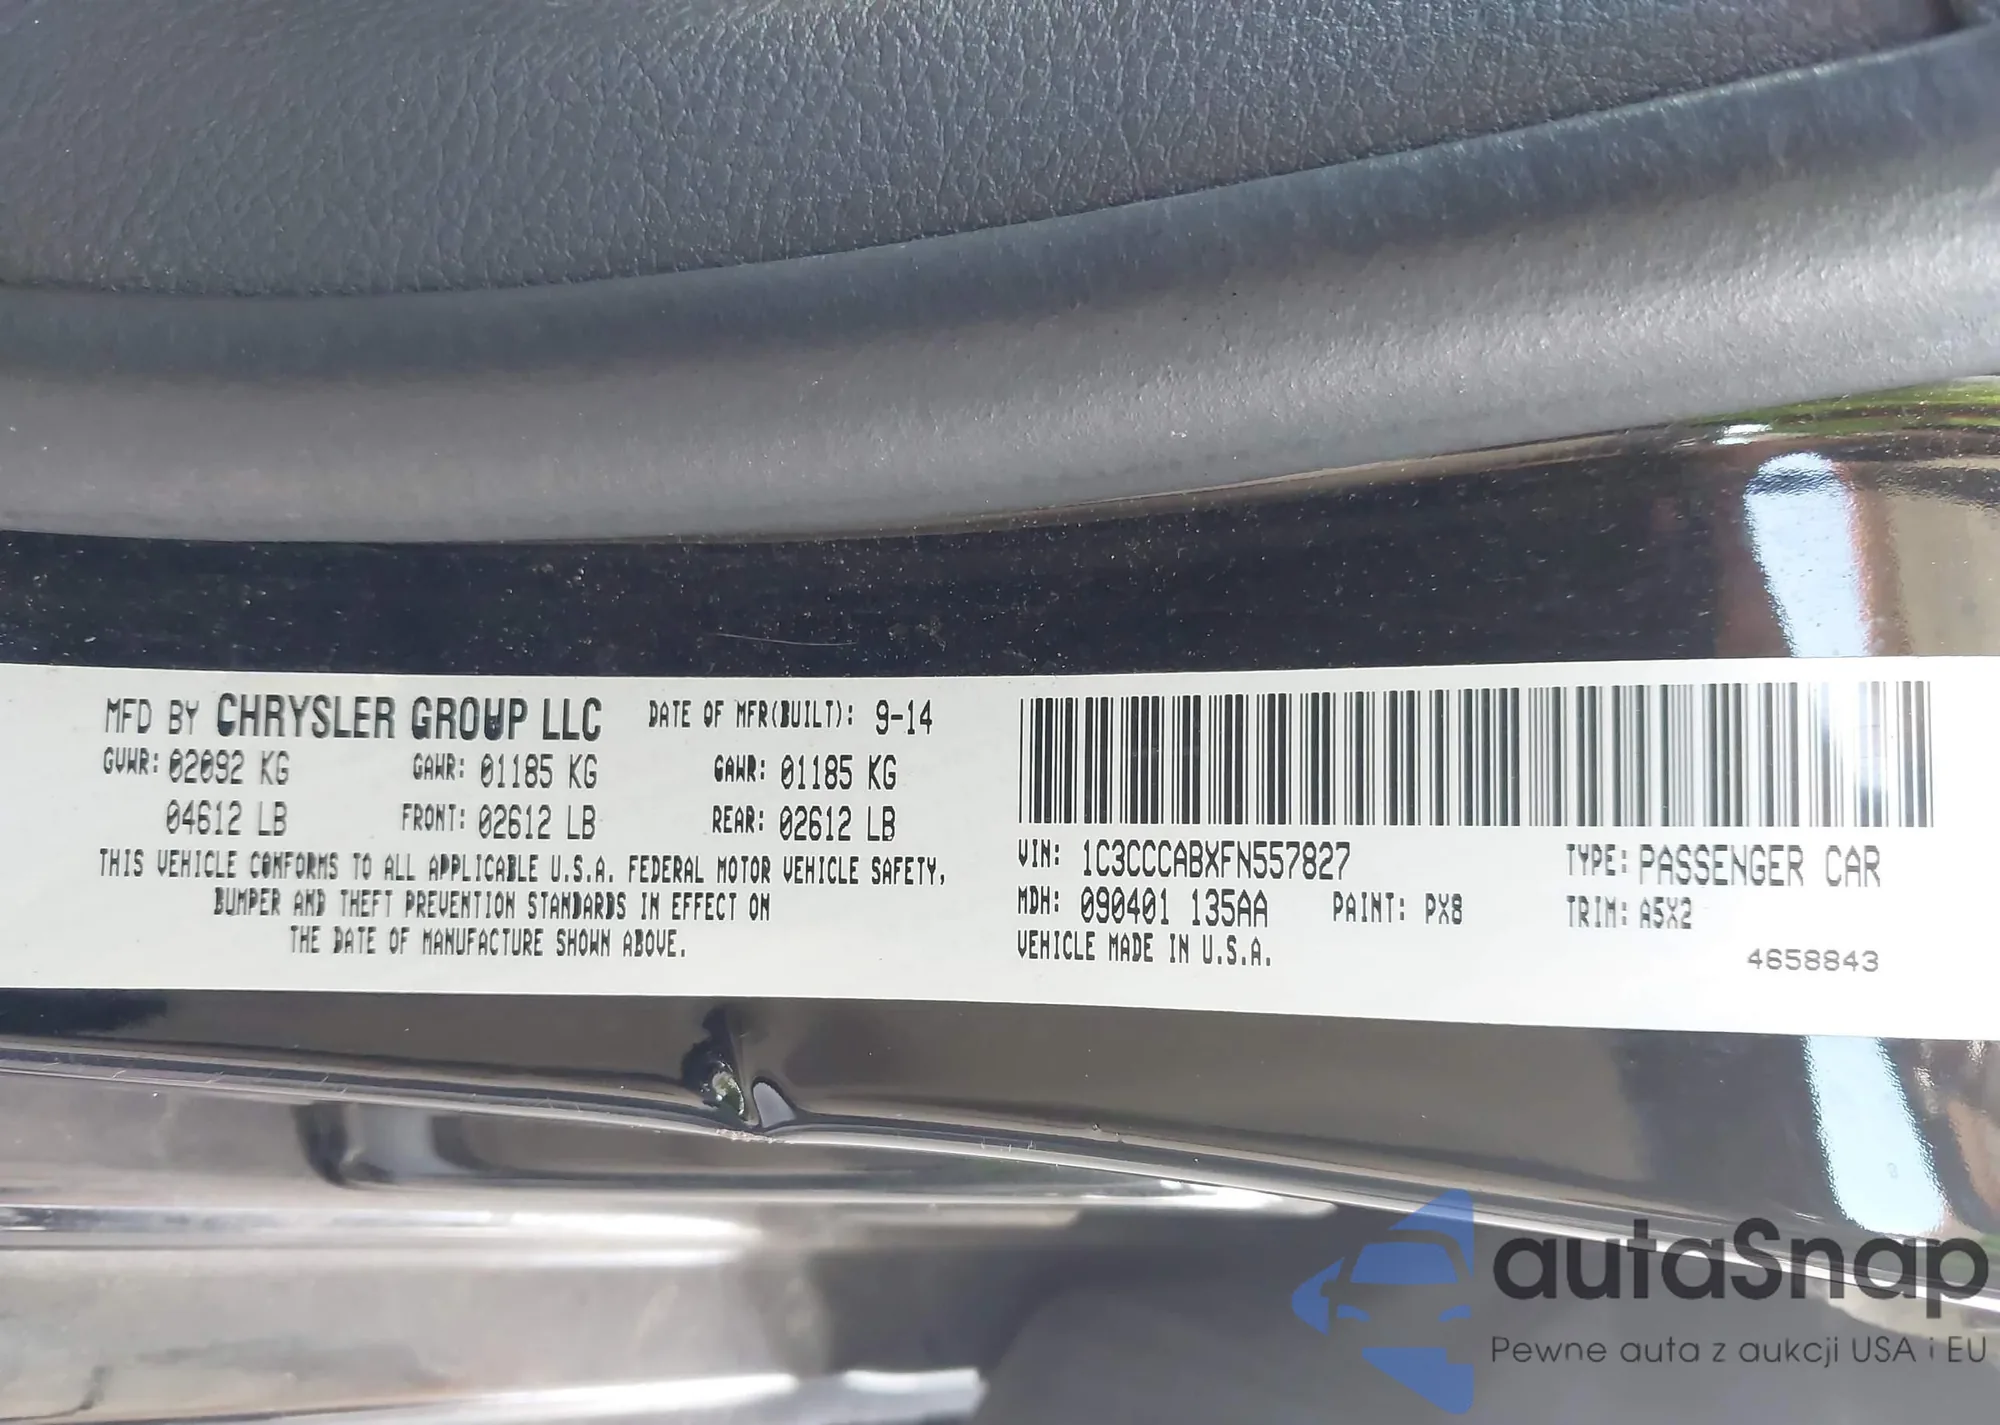 MFD BY CHRYSLER GROUP LLC DATE OF MFR(BUILT): 9-14
GVWR: 02092 KG GAWR: 01185 KG GAWR: 01185 KG
04612 LB FRONT: 02612 LB REAR: 02612 LB
THIS VEHICLE CONFORMS TO ALL APPLICABLE U.S.A. FEDERAL MOTOR VEHICLE SAFETY,
BUMPER AND THEFT PREVENTION STANDARDS IN EFFECT ON
THE DATE OF MANUFACTURE SHOWN ABOVE.
VIN: 1C3CCCABXFN557827 TYPE: PASSENGER CAR
MDH: 090401 135AA PAINT: PX8 TRIM: A5X2
VEHICLE MADE IN U.S.A.
4658843
autaSnap
Pewne auta z aukcji USA i EU